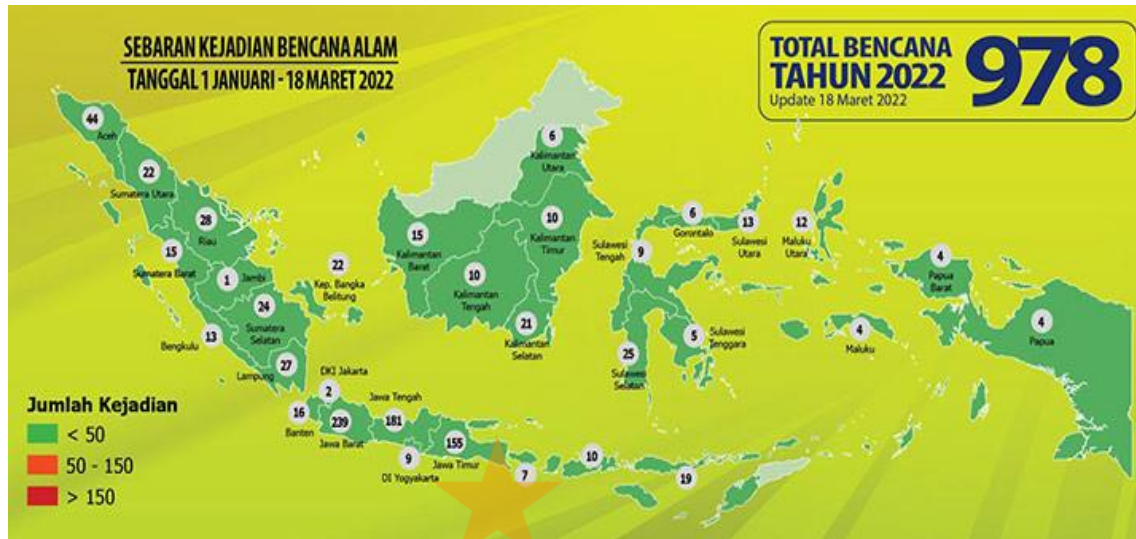 SEBARAN KEJADIAN BENCANA ALAM
TANGGAL 1 JANUARI - 18 MARET 2022
TOTAL BENCANA
TAHUN 2022
Update 18 Maret 2022
978
44
Aceh
22
Sumatera Utara
28
Riau
15
Sumatera Barat
1
Jambi
22
Kep. Bangka
Belitung
24
Sumatera
Selatan
13
Bengkulu
27
Lampung
6
Kalimantan
Utara
15
Kalimantan
Barat
10
Kalimantan
Timur
10
Kalimantan
Tengah
21
Kalimantan
Selatan
6
Gorontalo
13
Sulawesi
Utara
12
Maluku
Utara
Sulawesi
Tengah
9
5
Sulawesi
Tenggara
25
Sulawesi
Selatan
4
Maluku
4
Papua
Barat
4
Papua
DKI Jakarta
2
16
Banten
239
Jawa Barat
Jawa Tengah
181
9
DI Yogyakarta
155
Jawa Timur
7
10
19
Jumlah Kejadian
< 50
50 - 150
> 150